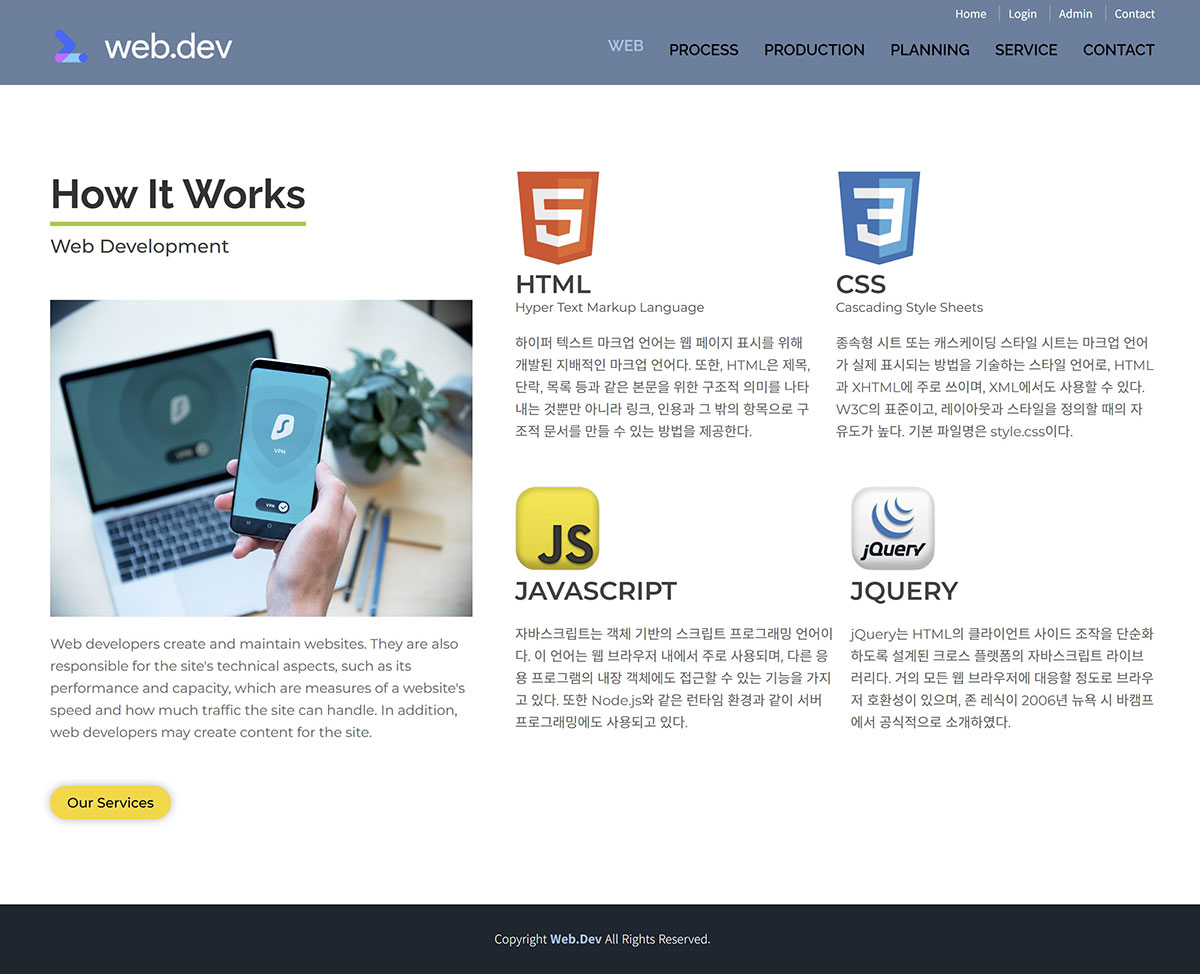 Home
Login
Admin
Contact
web.dev
WEB
PROCESS
PRODUCTION
PLANNING
SERVICE
CONTACT
How It Works
Web Development
VPN
VPN
VPN
Web developers create and maintain websites. They are also
responsible for the site's technical aspects, such as its
performance and capacity, which are measures of a website's
speed and how much traffic the site can handle. In addition,
web developers may create content for the site.
Our Services
5
HTML
Hyper Text Markup Language
하이퍼 텍스트 마크업 언어는 웹 페이지 표시를 위해
개발된 지배적인 마크업 언어다. 또한, HTML은 제목,
단락, 목록 등과 같은 본문을 위한 구조적 의미를 나타
내는 것뿐만 아니라 링크, 인용과 그 밖의 항목으로 구
조적 문서를 만들 수 있는 방법을 제공한다.
3
CSS
Cascading Style Sheets
종속형 시트 또는 캐스케이딩 스타일 시트는 마크업 언어
가 실제 표시되는 방법을 기술하는 스타일 언어로, HTML
과 XHTML에 주로 쓰이며, XML에서도 사용할 수 있다.
W3C의 표준이고, 레이아웃과 스타일을 정의할 때의 자
유도가 높다. 기본 파일명은 style.css이다.
JS
JAVASCRIPT
자바스크립트는 객체 기반의 스크립트 프로그래밍 언어이
다. 이 언어는 웹 브라우저 내에서 주로 사용되며, 다른 응
용 프로그램의 내장 객체에도 접근할 수 있는 기능을 가지
고 있다. 또한 Node.js와 같은 런타임 환경과 같이 서버
프로그래밍에도 사용되고 있다.
jQuery
JQUERY
jQuery는 HTML의 클라이언트 사이드 조작을 단순화
하도록 설계된 크로스 플랫폼의 자바스크립트 라이브
러리다. 거의 모든 웹 브라우저에 대응할 정도로 브라우
저 호환성이 있으며, 존 레식이 2006년 뉴욕 시 바캠프
에서 공식적으로 소개하였다.
Copyright Web.Dev All Rights Reserved.